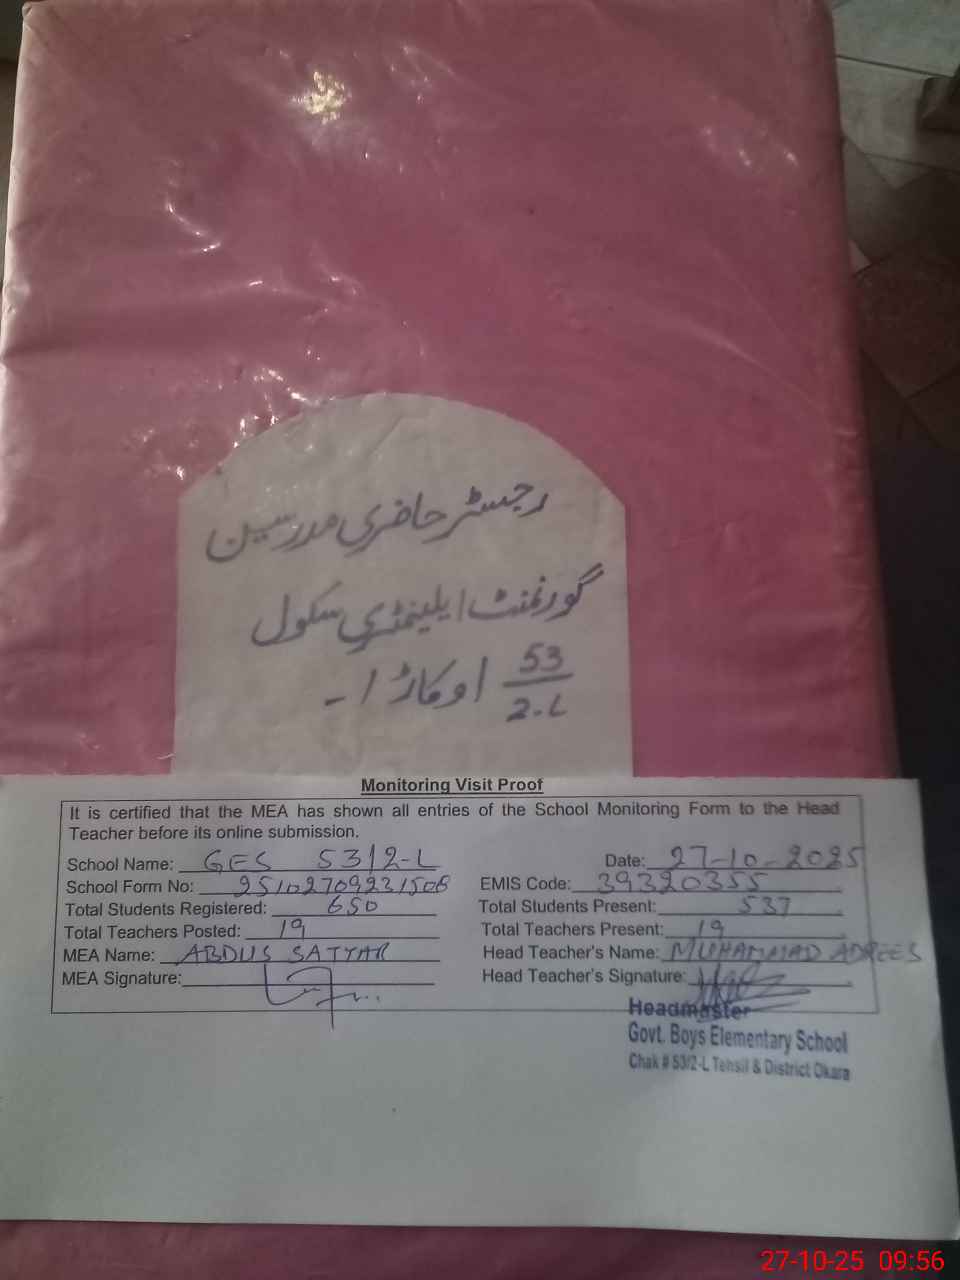 رجسٹر حاضری مدرسین
گورنمنٹ ایلیمنٹری سکول
53/2.L اوکاڑا۔
Monitoring Visit Proof
It is certified that the MEA has shown all entries of the School Monitoring Form to the Head
Teacher before its online submission.
School Name: GES 53/2-L Date: 27-10-2025
School Form No: 25102709231506 EMIS Code: 39320355
Total Students Registered: 650 Total Students Present: 537
Total Teachers Posted: 19 Total Teachers Present: 19
MEA Name: ABDUS SATTAR Head Teacher's Name: MUHAMMAD ADREES
MEA Signature: Head Teacher's Signature:
Headmaster
Govt. Boys Elementary School
Chak # 53/2-L Tehsil & District Okara
27-10-25 09:56